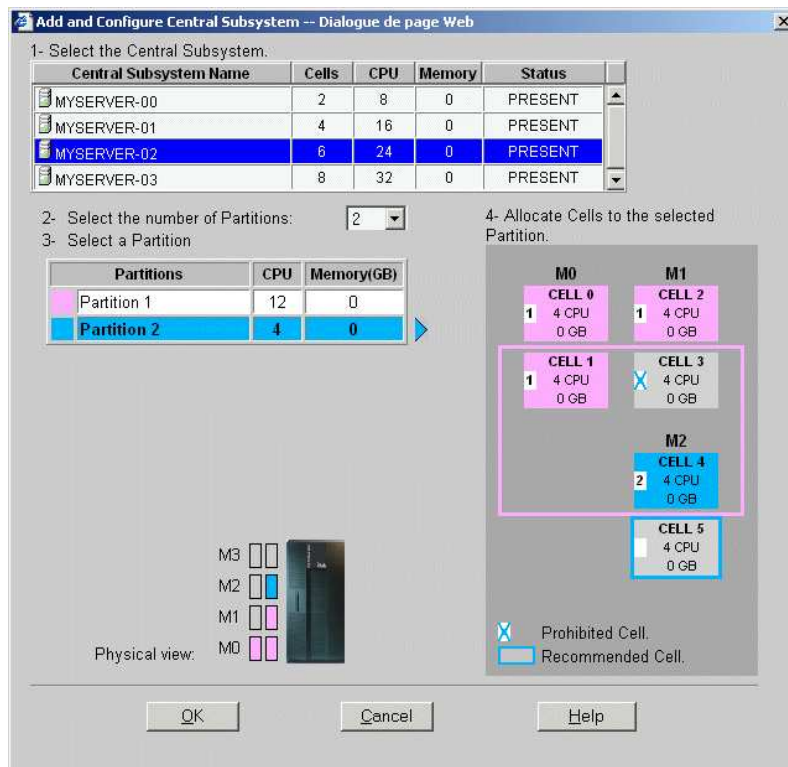 Add and Configure Central Subsystem -- Dialogue de page Web
1- Select the Central Subsystem.
Central Subsystem Name Cells CPU Memory Status
MYSERVER-00 2 8 0 PRESENT
MYSERVER-01 4 16 0 PRESENT
MYSERVER-02 6 24 0 PRESENT
MYSERVER-03 8 32 0 PRESENT
2- Select the number of Partitions: 2
3- Select a Partition
Partitions CPU Memory(GB)
Partition 1 12 0
Partition 2 4 0
4- Allocate Cells to the selected
Partition.
M0 M1
CELL 0 CELL 2
1 4 CPU 1 4 CPU
0 GB 0 GB
CELL 1 CELL 3
1 4 CPU 4 CPU
0 GB 0 GB
M2
CELL 4
2 4 CPU
0 GB
CELL 5
4 CPU
0 GB
Prohibited Cell.
Recommended Cell.
M3
M2
M1
Physical view: M0
OK Cancel Help